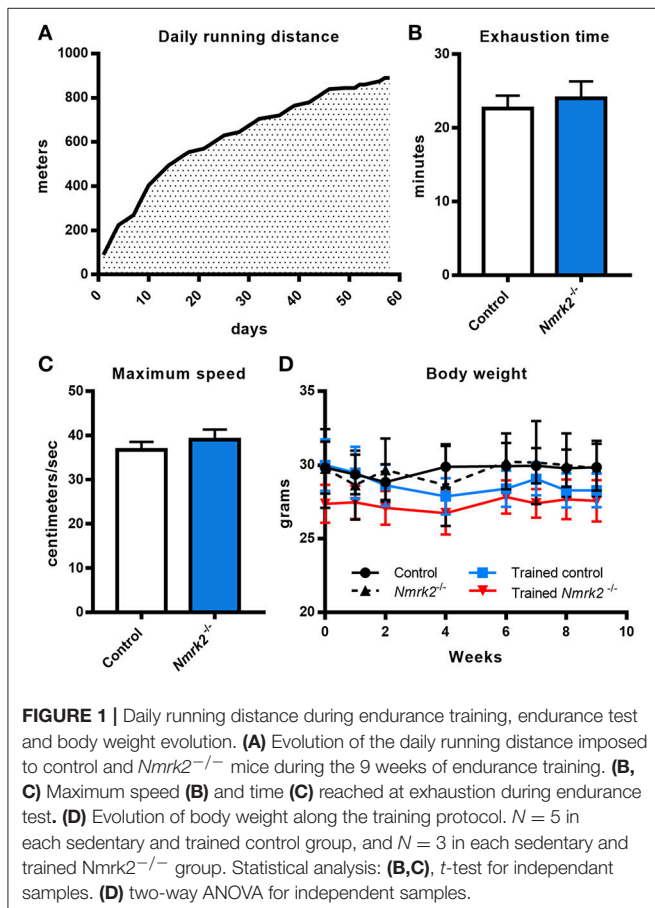 A
Daily running distance
1000
800
600
400
200
0
meters
0
10
20
30
40
50
60
days
B
Exhaustion time
30
20
10
0
minutes
Control
Nmrk2-/-
C
Maximum speed
50
40
30
20
10
0
centimeters/sec
Control
Nmrk2-/-
D
Body weight
35
30
25
20
grams
Control
Trained control
Nmrk2-/-
Trained Nmrk2 -/-
0
2
4
6
8
10
Weeks
FIGURE 1 | Daily running distance during endurance training, endurance test
and body weight evolution. (A) Evolution of the daily running distance imposed
to control and Nmrk2−/− mice during the 9 weeks of endurance training. (B,
C) Maximum speed (B) and time (C) reached at exhaustion during endurance
test. (D) Evolution of body weight along the training protocol. N = 5 in
each sedentary and trained control group, and N = 3 in each sedentary and
trained Nmrk2−/− group. Statistical analysis: (B,C), t-test for independant
samples. (D) two-way ANOVA for independent samples.